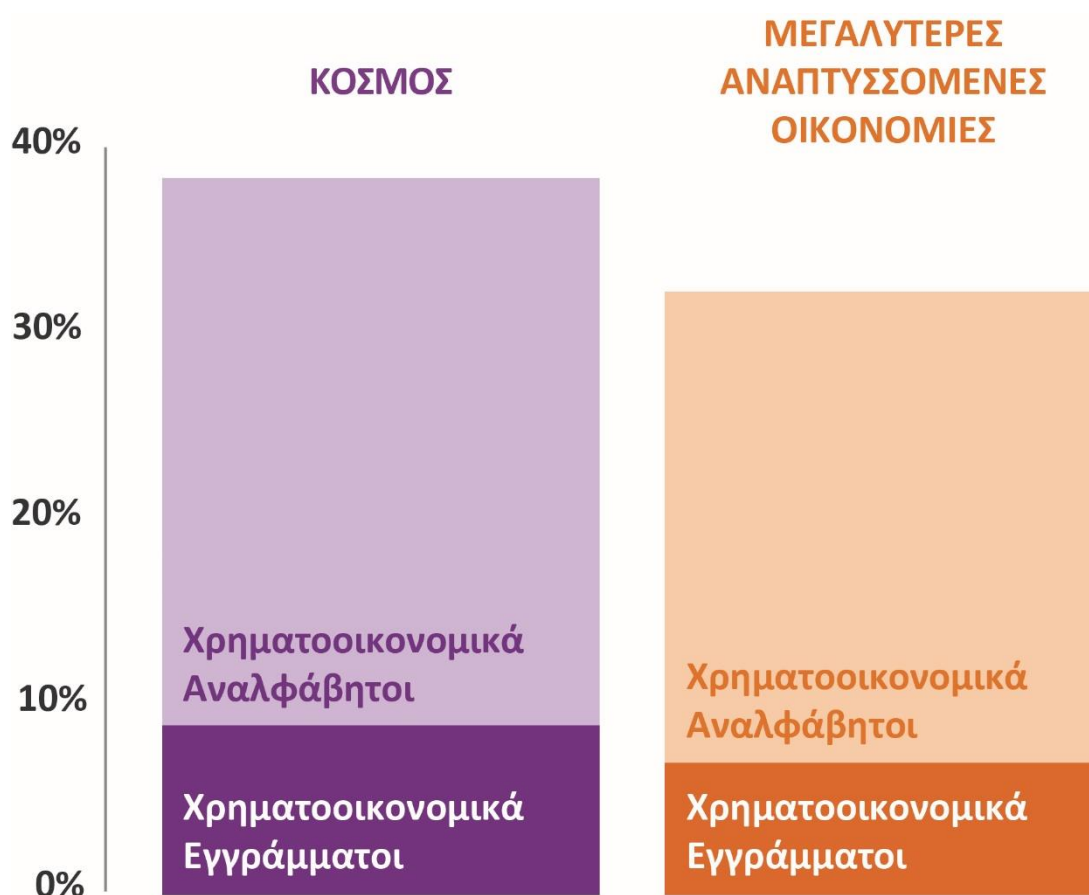 ΚΟΣΜΟΣ
ΜΕΓΑΛΥΤΕΡΕΣ
ΑΝΑΠΤΥΣΣΟΜΕΝΕΣ
ΟΙΚΟΝΟΜΙΕΣ
40%
30%
20%
10%
0%
Χρηματοοικονομικά
Αναλφάβητοι
Χρηματοοικονομικά
Εγγράμματοι
Χρηματοοικονομικά
Αναλφάβητοι
Χρηματοοικονομικά
Εγγράμματοι